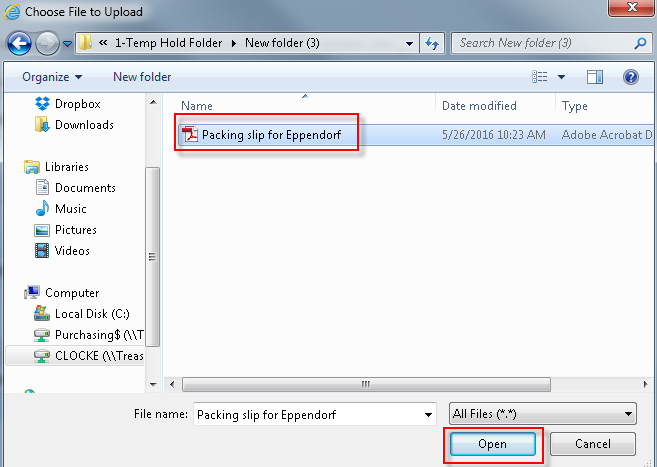 Choose File to Upload
« 1-Temp Hold Folder New folder (3)
Search New folder (3)
Organize New folder
Name Date modified Type
Packing slip for Eppendorf 5/26/2016 10:23 AM Adobe Acrobat D
Dropbox
Downloads
Libraries
Documents
Music
Pictures
Videos
Computer
Local Disk (C:)
Purchasing$ (\\T
CLOCKE (\\Treas
File name: Packing slip for Eppendorf All Files (*.*)
Open Cancel